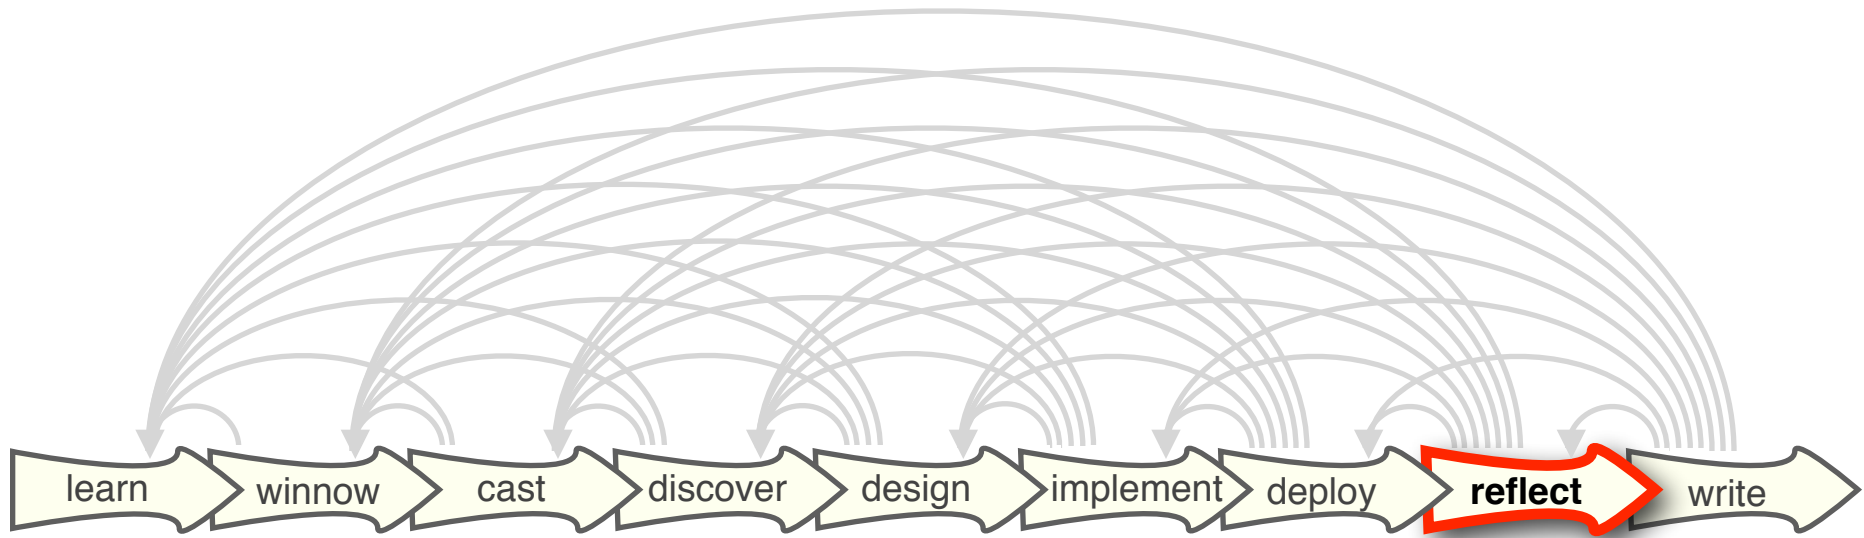 learn
winnow
cast
discover
design
implement
deploy
reflect
write